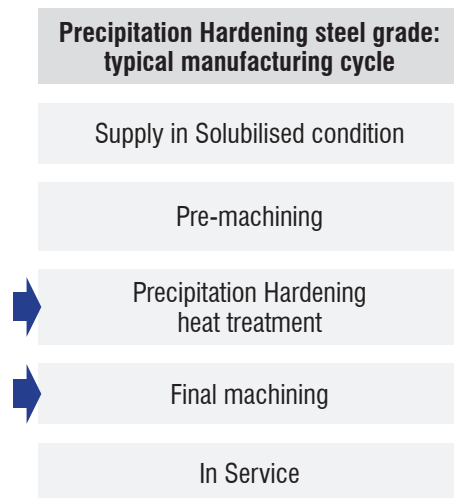 Precipitation Hardening steel grade:
typical manufacturing cycle
Supply in Solubilised condition
Pre-machining
Precipitation Hardening
heat treatment
Final machining
In Service